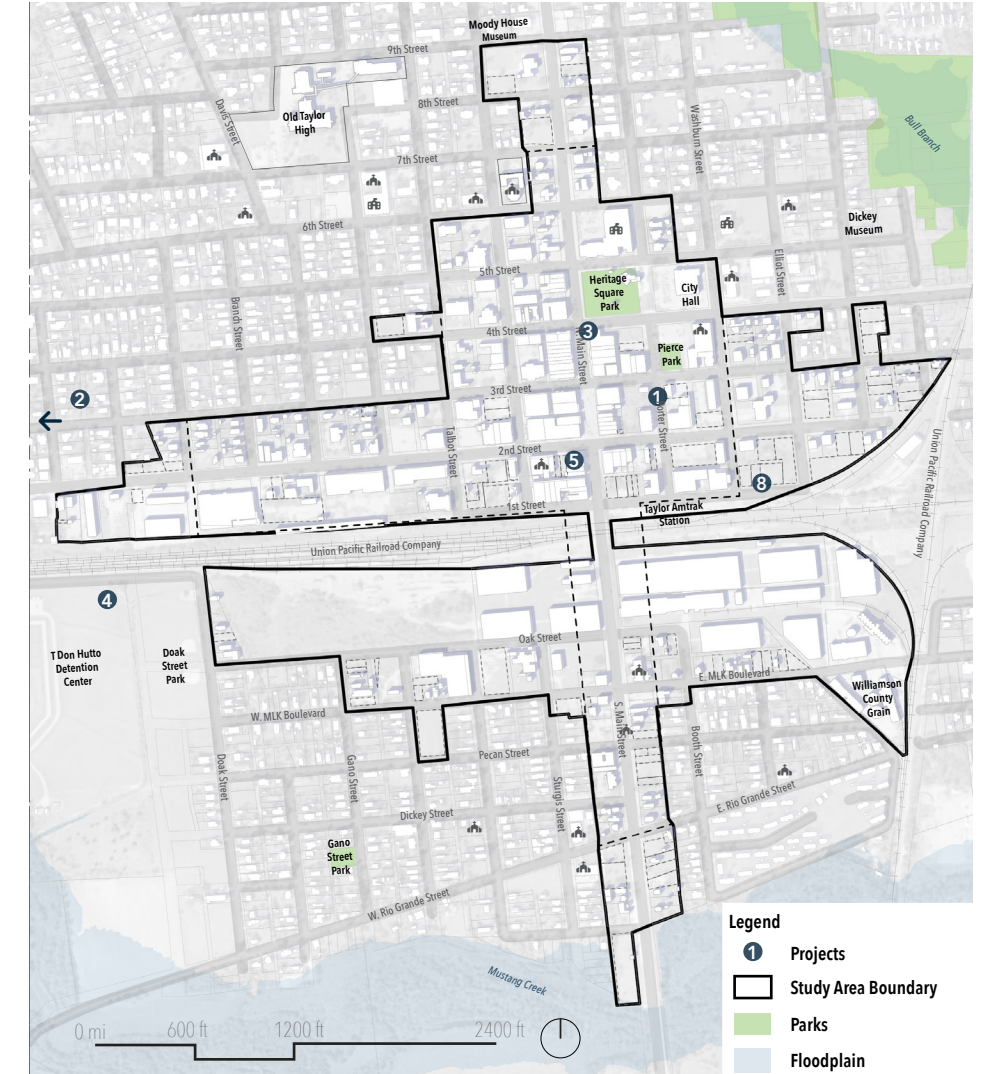 Moody House
Museum
9th Street
8th Street
Old Taylor
High
Davis Street
Washburn Street
Bull Branch
7th Street
6th Street
Dickey
Museum
5th Street
Elliot Street
Heritage
Square
Park
City
Hall
Branch Street
4th Street
3
Main Street
Pierce
Park
3rd Street
2
1
Porter Street
Talbot Street
2nd Street
5
8
Union Pacific Railroad Company
1st Street
Taylor Amtrak
Station
Union Pacific Railroad Company
4
T Don Hutto
Detention
Center
Doak
Street
Park
Oak Street
E. MLK Boulevard
Williamson
County
Grain
W. MLK Boulevard
S. Main Street
Booth Street
Pecan Street
Doak Street
Gano Street
Sturgis Street
E. Rio Grande Street
Dickey Street
Gano
Street
Park
W. Rio Grande Street
Mustang Creek
0 mi
600 ft
1200 ft
2400 ft
Legend
1 Projects
Study Area Boundary
Parks
Floodplain